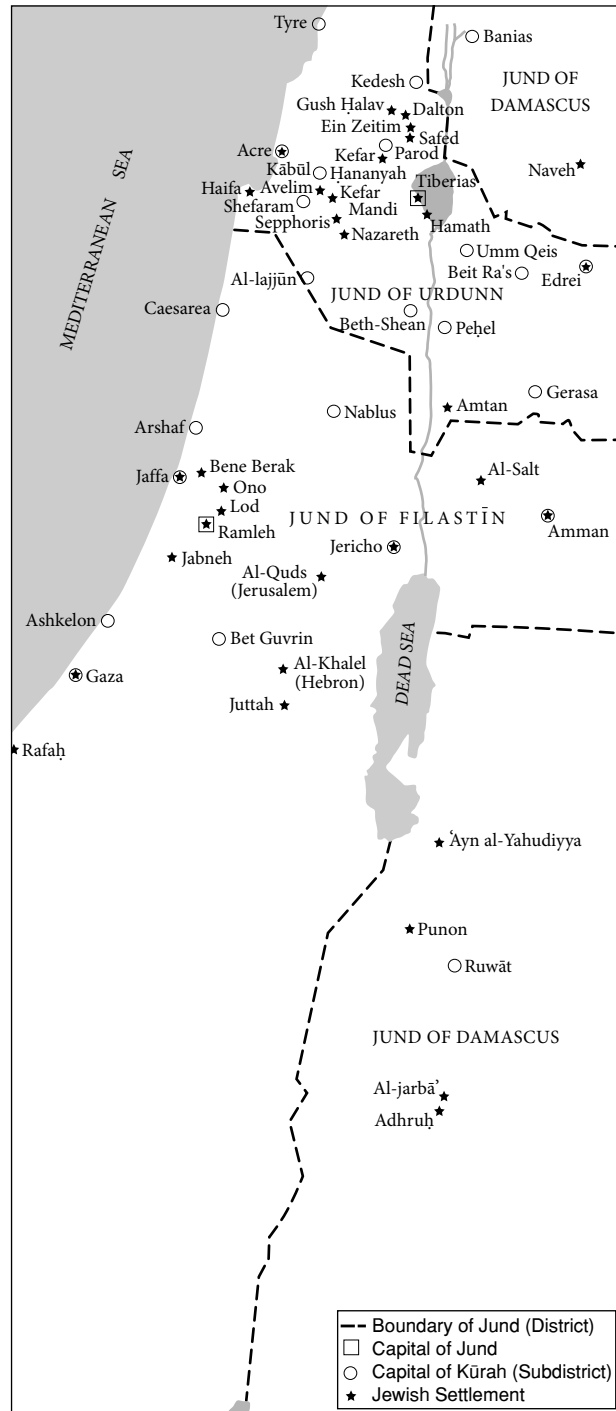 Tyre
Banias
Kedesh
JUND OF
DAMASCUS
Gush Ḥalav
Dalton
Ein Zeitim
Safed
Acre
Kefar
Parod
Kābūl
Ḥananyah
Naveh
Haifa
Avelim
Kefar
Mandi
Tiberias
Shefaram
Sepphoris
Hamath
Nazareth
MEDITERRANEAN SEA
Umm Qeis
Al-lajjūn
Beit Ra's
Edrei
JUND OF URDUNN
Caesarea
Beth-Shean
Peḥel
Gerasa
Nablus
Amtan
Arshaf
Bene Berak
Jaffa
Al-Salt
Ono
Lod
JUND OF FILASTĪN
Ramleh
Amman
Jericho
Jabneh
Al-Quds
(Jerusalem)
Ashkelon
Bet Guvrin
DEAD SEA
Al-Khalel
(Hebron)
Gaza
Juttah
Rafaḥ
‘Ayn al-Yahudiyya
Punon
Ruwāt
JUND OF DAMASCUS
Al-jarbā’
Adhruḥ
Boundary of Jund (District)
Capital of Jund
Capital of Kūrah (Subdistrict)
Jewish Settlement